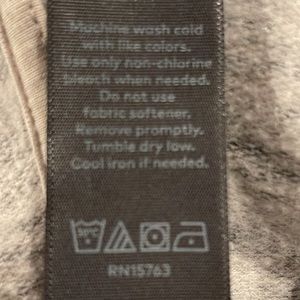 Machine wash cold
with like colors.
Use only non-chlorine
bleach when needed.
Do not use
fabric softener.
Remove promptly.
Tumble dry low.
Cool iron if needed.
30°C
RN15763